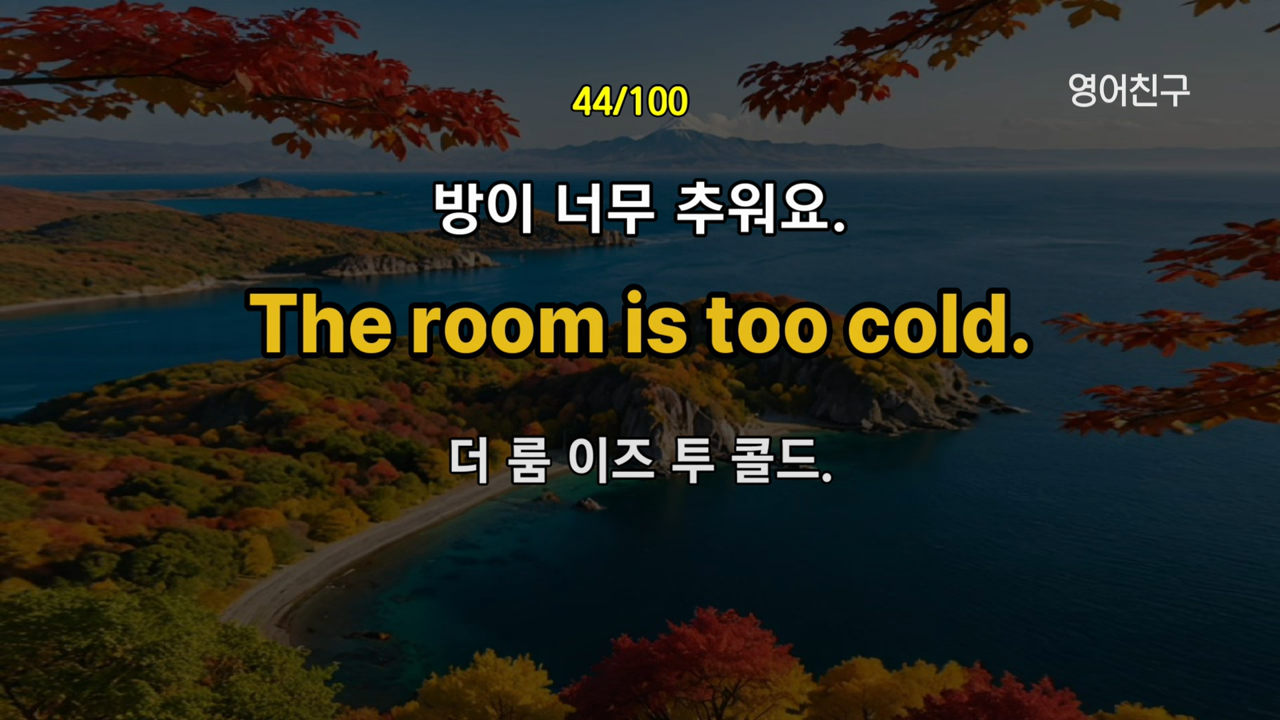 44/100
영어친구
방이 너무 추워요.
The room is too cold.
더 룸 이즈 투 콜드.